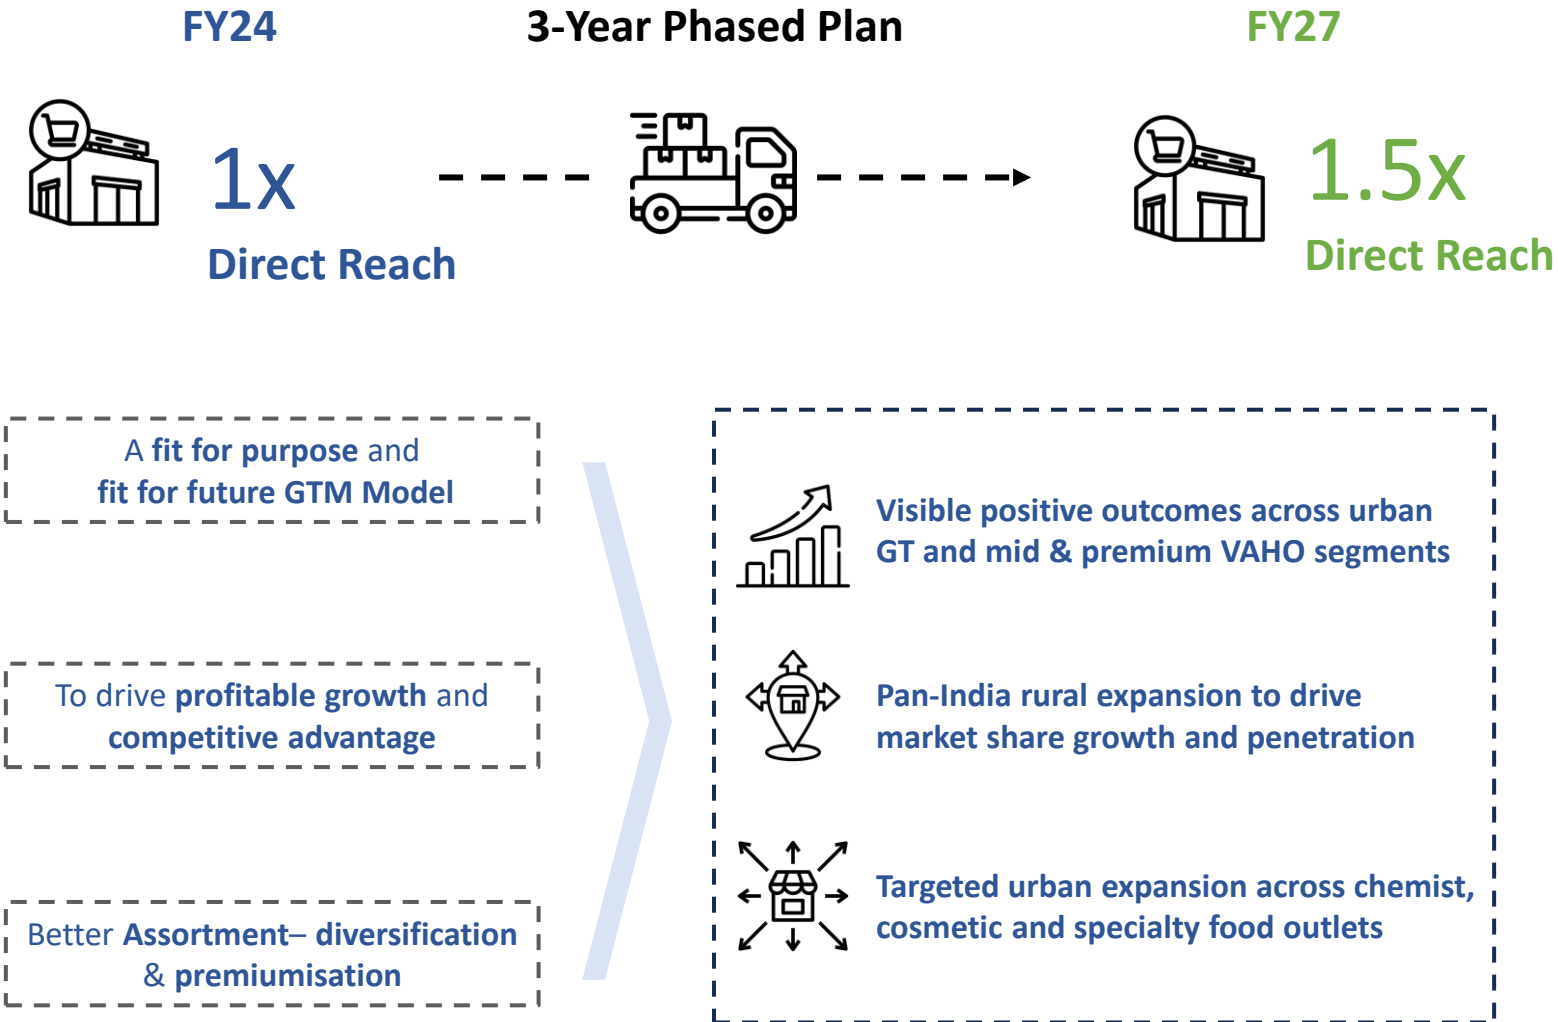 FY24
3-Year Phased Plan
FY27
1x
Direct Reach
1.5x
Direct Reach
A fit for purpose and
fit for future GTM Model
To drive profitable growth and
competitive advantage
Better Assortment– diversification
& premiumisation
Visible positive outcomes across urban
GT and mid & premium VAHO segments
Pan-India rural expansion to drive
market share growth and penetration
Targeted urban expansion across chemist,
cosmetic and specialty food outlets